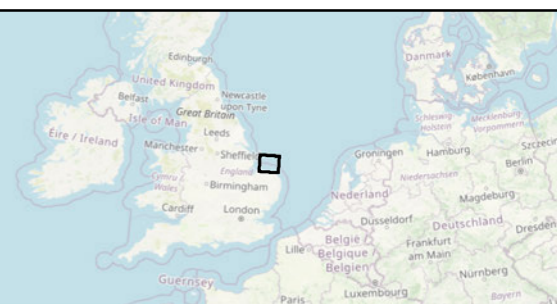 Edinburgh
Danmark
København
United Kingdom
Newcastle
upon Tyne
Belfast
Great Britain
Isle of Man
Schleswig-
Holstein
Mecklenburg-
Vorpommern
Leeds
Éire / Ireland
Manchester
Sheffield
Groningen
Hamburg
Szczecin
Berlin
England
Cymru /
Wales
Birmingham
Niedersachsen
Magdeburg
Nederland
Cardiff
London
Düsseldorf
Deutschland
Dresden
België /
Belgique /
Belgien
Lille
Frankfurt
am Main
Guernsey
Nürnberg
Luxembourg
Paris
Bayern